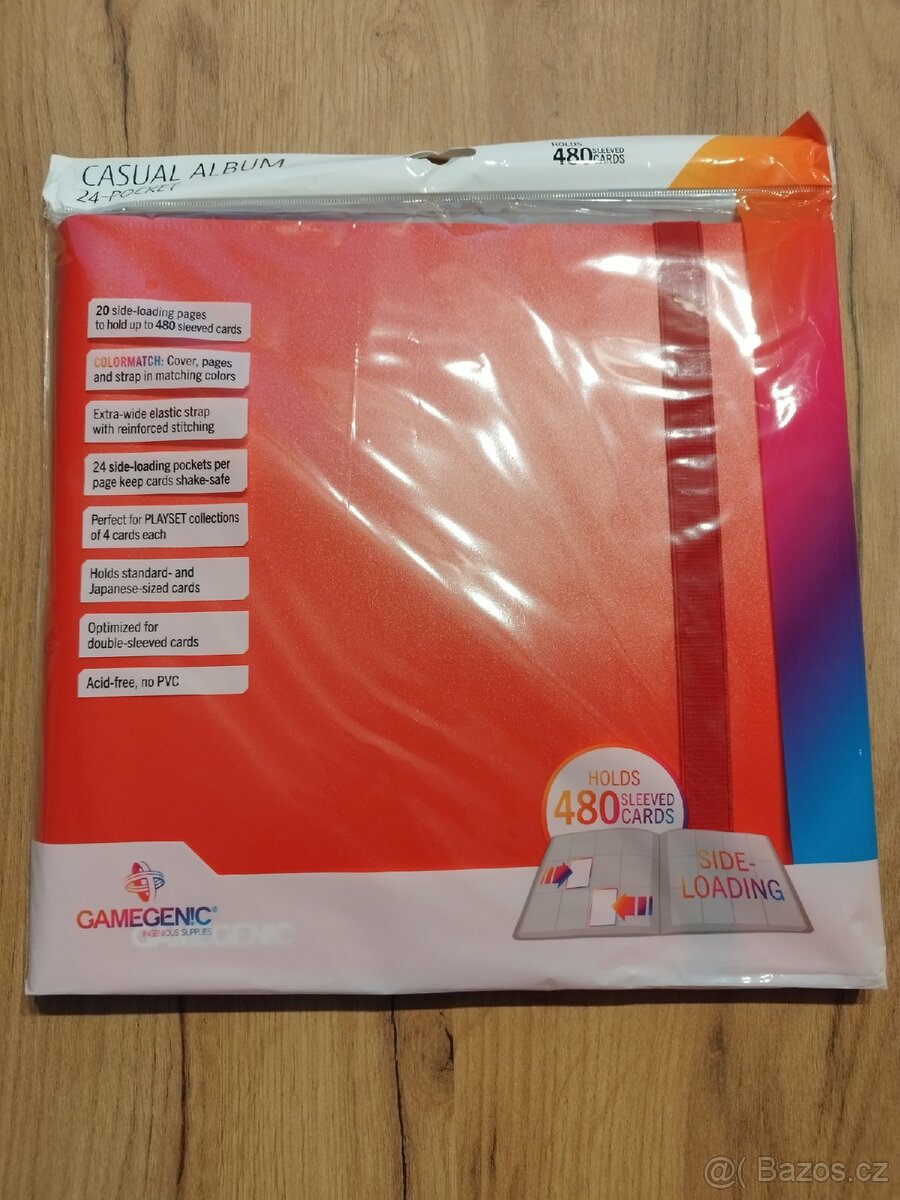 CASUAL ALBUM
24-POCKET
HOLDS
480 SLEEVED CARDS
20 side-loading pages
to hold up to 480 sleeved cards
COLORMATCH: Cover, pages
and strap in matching colors
Extra-wide elastic strap
with reinforced stitching
24 side-loading pockets per
page keep cards shake-safe
Perfect for PLAYSET collections
of 4 cards each
Holds standard- and
Japanese-sized cards
Optimized for
double-sleeved cards
Acid-free, no PVC
HOLDS
480 SLEEVED CARDS
SIDE-
LOADING
GAMEGEN!C®
INGENIOUS SUPPLIES
GAMEGENIC
@( Bazos.cz